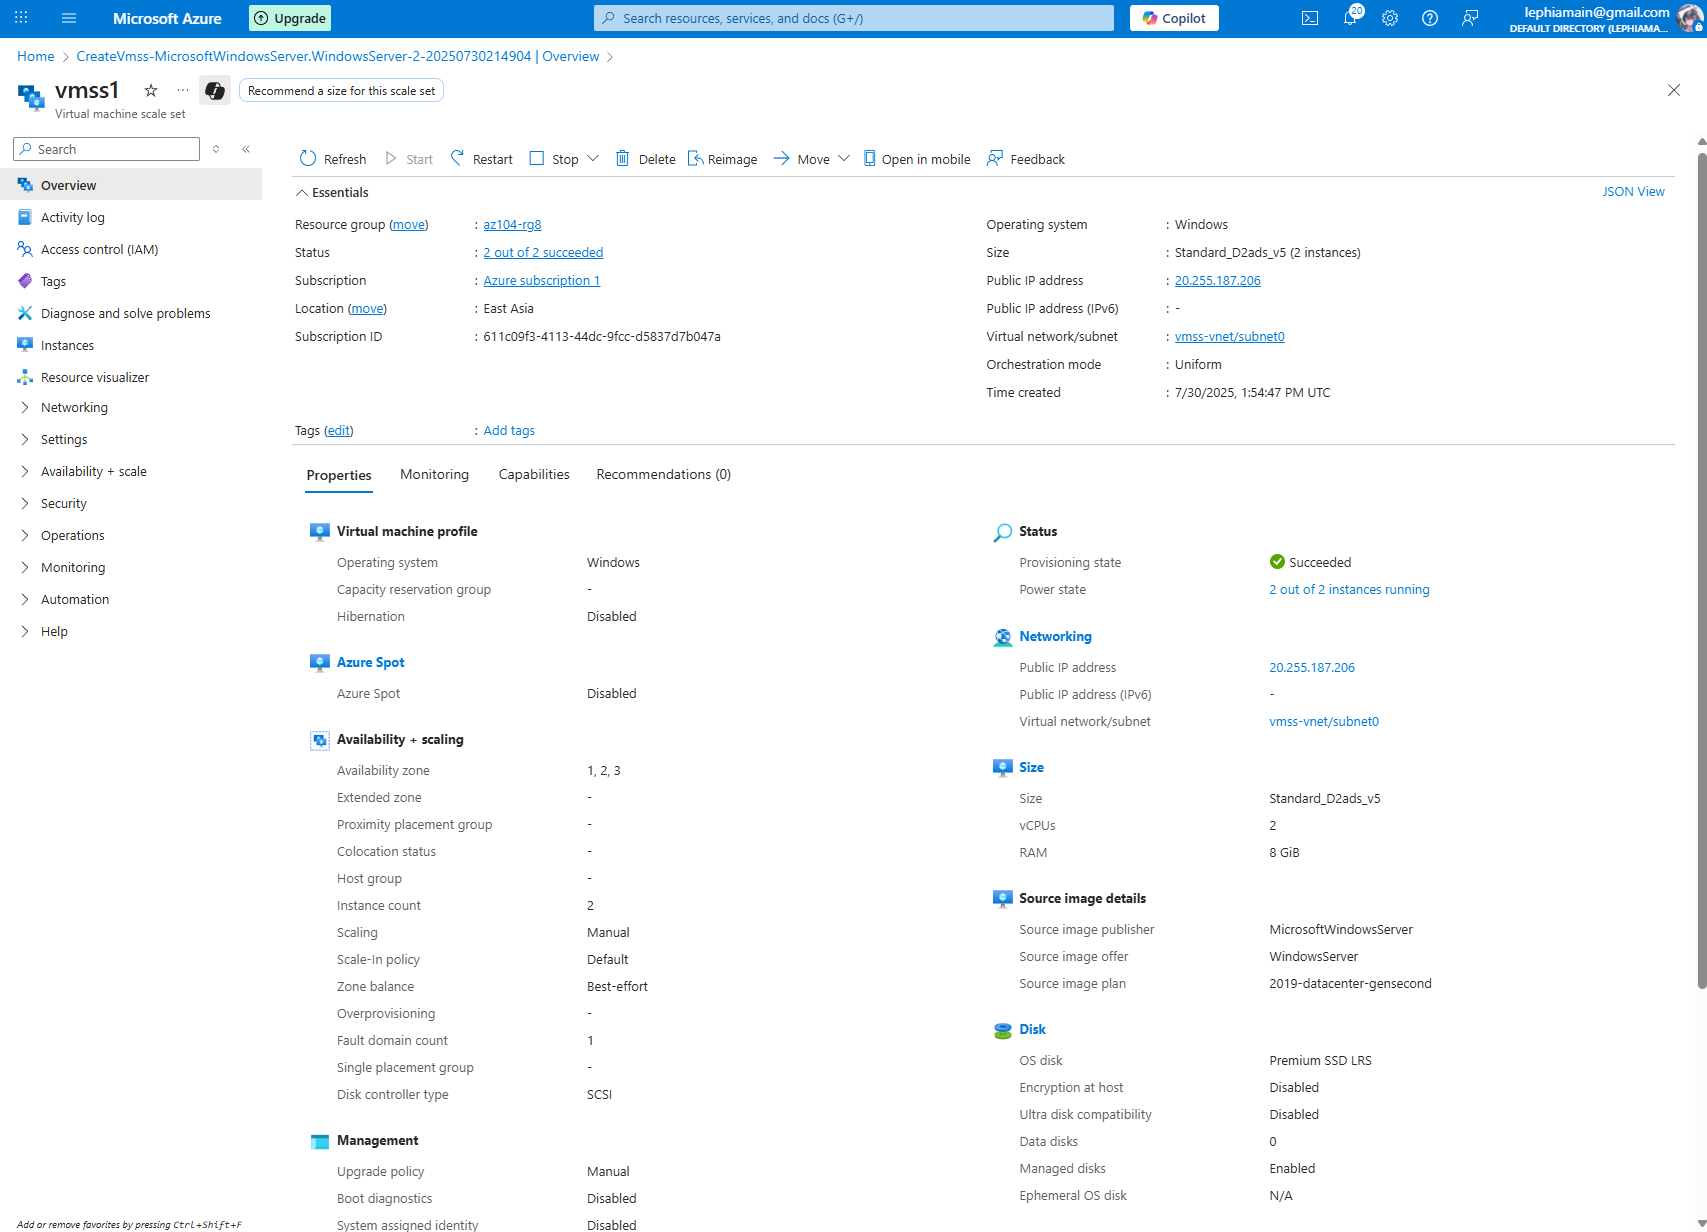 Microsoft Azure
Upgrade
Search resources, services, and docs (G+/)
Copilot
20
lephiamain@gmail.com
DEFAULT DIRECTORY (LEPHIAMA...
Home > CreateVmss-MicrosoftWindowsServer.WindowsServer-2-20250730214904 | Overview >
vmss1
Recommend a size for this scale set
Virtual machine scale set
Search
Overview
Activity log
Access control (IAM)
Tags
Diagnose and solve problems
Instances
Resource visualizer
Networking
Settings
Availability + scale
Security
Operations
Monitoring
Automation
Help
Add or remove favorites by pressing Ctrl+Shift+F
Refresh Start Restart Stop Delete Reimage Move Open in mobile Feedback
Essentials
JSON View
Resource group (move) : az104-rg8
Status : 2 out of 2 succeeded
Subscription : Azure subscription 1
Location (move) : East Asia
Subscription ID : 611c09f3-4113-44dc-9fcc-d5837d7b047a
Operating system : Windows
Size : Standard_D2ads_v5 (2 instances)
Public IP address : 20.255.187.206
Public IP address (IPv6) : -
Virtual network/subnet : vmss-vnet/subnet0
Orchestration mode : Uniform
Time created : 7/30/2025, 1:54:47 PM UTC
Tags (edit) : Add tags
Properties Monitoring Capabilities Recommendations (0)
Virtual machine profile
Operating system Windows
Capacity reservation group -
Hibernation Disabled
Azure Spot
Azure Spot Disabled
Availability + scaling
Availability zone 1, 2, 3
Extended zone -
Proximity placement group -
Colocation status -
Host group -
Instance count 2
Scaling Manual
Scale-In policy Default
Zone balance Best-effort
Overprovisioning -
Fault domain count 1
Single placement group -
Disk controller type SCSI
Management
Upgrade policy Manual
Boot diagnostics Disabled
System assigned identity Disabled
Status
Provisioning state Succeeded
Power state 2 out of 2 instances running
Networking
Public IP address 20.255.187.206
Public IP address (IPv6) -
Virtual network/subnet vmss-vnet/subnet0
Size
Size Standard_D2ads_v5
vCPUs 2
RAM 8 GiB
Source image details
Source image publisher MicrosoftWindowsServer
Source image offer WindowsServer
Source image plan 2019-datacenter-gensecond
Disk
OS disk Premium SSD LRS
Encryption at host Disabled
Ultra disk compatibility Disabled
Data disks 0
Managed disks Enabled
Ephemeral OS disk N/A